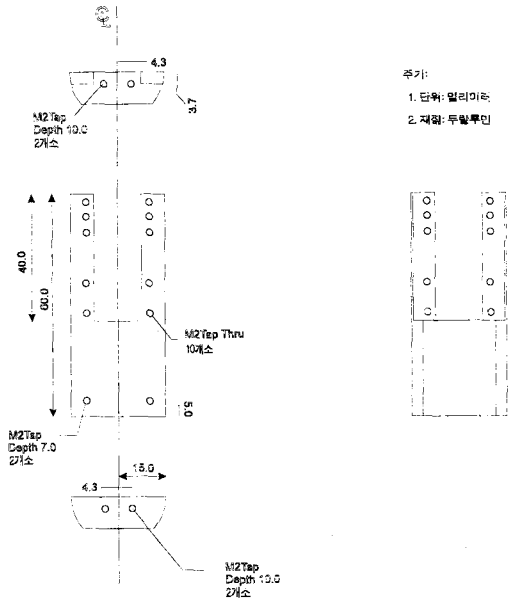 4.3
3.7
M2Tap
Depth 10.0
2개소
주기:
1. 단위: 밀리미터
2. 재질: 두랄루민
40.0
60.0
M2Tap Thru
10개소
5.0
M2Tap
Depth 7.0
2개소
15.0
4.3
M2Tap
Depth 10.0
2개소